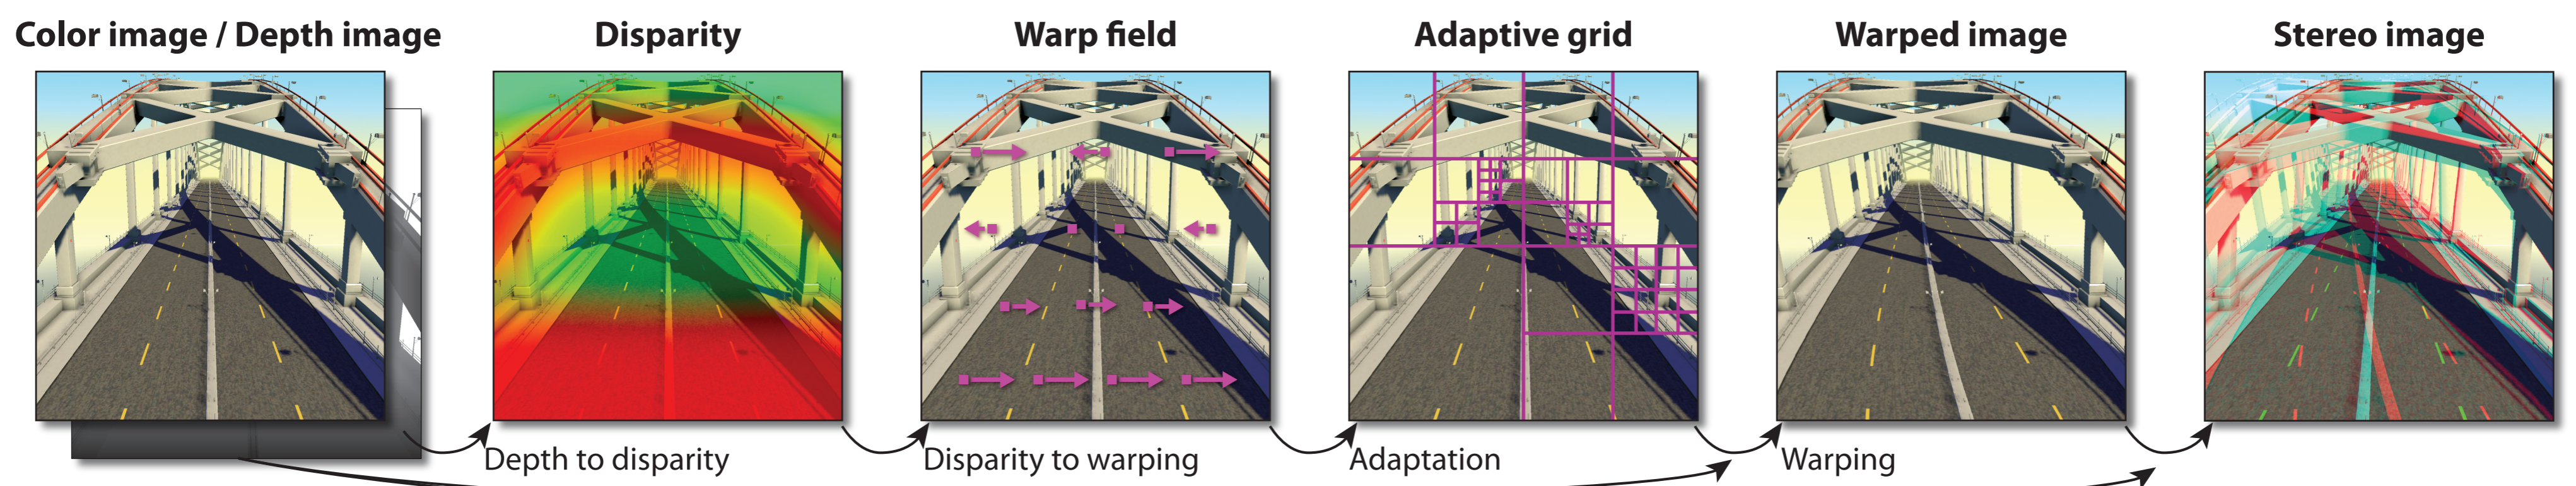 Color image / Depth image
Disparity
Warp field
Adaptive grid
Warped image
Stereo image
Depth to disparity
Disparity to warping
Adaptation
Warping